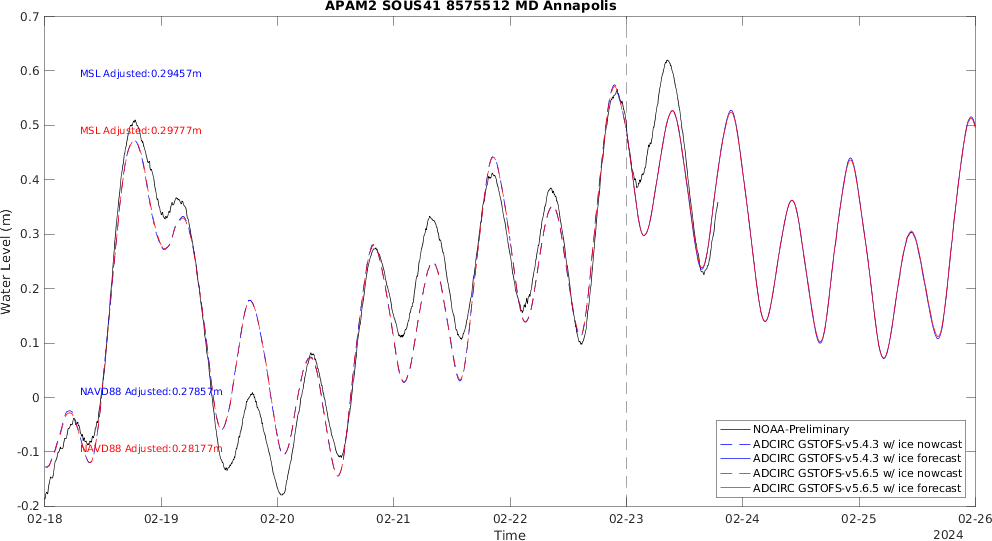 APAM2 SOUS41 8575512 MD Annapolis
0.7
0.6
0.5
0.4
0.3
0.2
0.1
0
-0.1
-0.2
Water Level (m)
MSL Adjusted:0.29457m
MSL Adjusted:0.29777m
NAVD88 Adjusted:0.27857m
NAVD88 Adjusted:0.28177m
NOAA-Preliminary
ADCIRC GSTOFS-v5.4.3 w/ ice nowcast
ADCIRC GSTOFS-v5.4.3 w/ ice forecast
ADCIRC GSTOFS-v5.6.5 w/ ice nowcast
ADCIRC GSTOFS-v5.6.5 w/ ice forecast
02-18 02-19 02-20 02-21 02-22 02-23 02-24 02-25 02-26
Time
2024